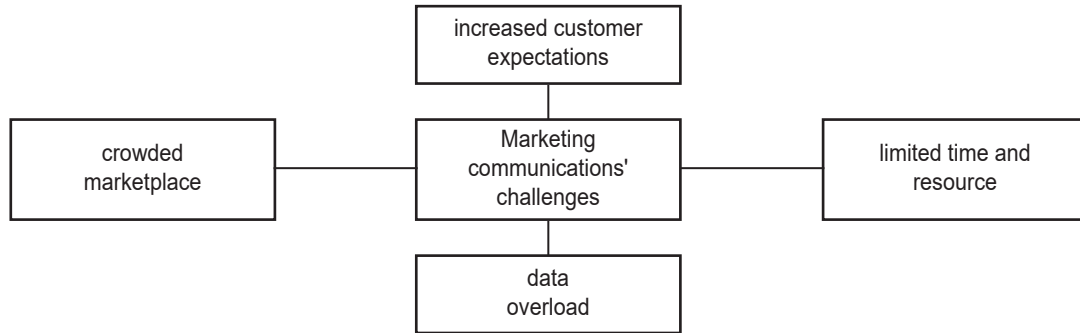 increased customer
expectations
crowded
marketplace
Marketing
communications'
challenges
limited time and
resource
data
overload